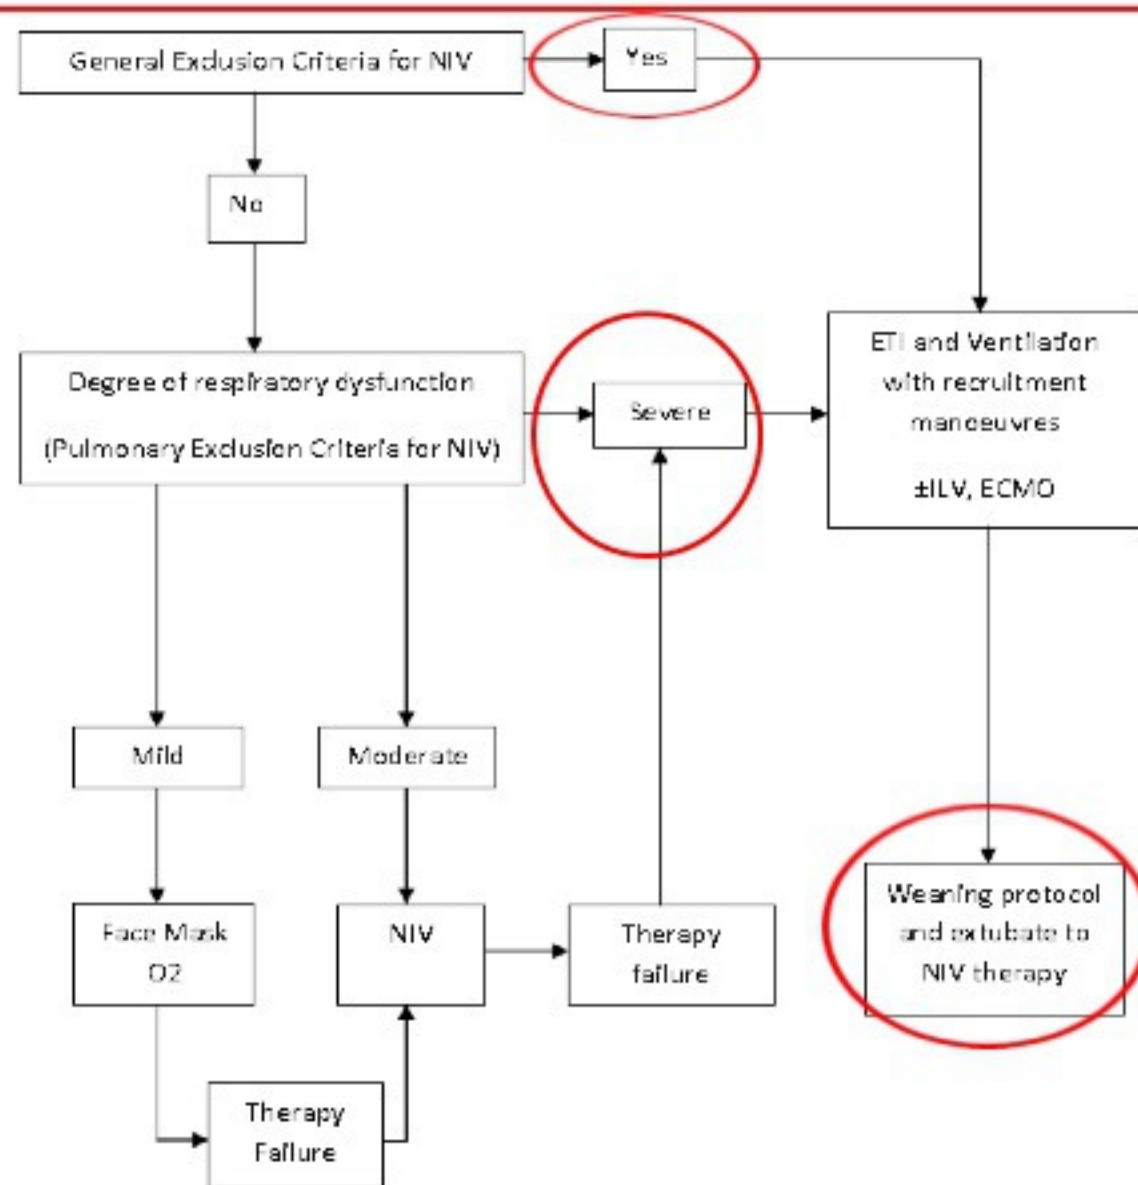 General Exclusion Criteria for NIV
Yes
No
Degree of respiratory dysfunction
(Pulmonary Exclusion Criteria for NIV)
Severe
ETI and Ventilation
with recruitment
manoeuvres
±ILV, ECMO
Mild
Moderate
Face Mask
O2
NIV
Therapy
failure
Weaning protocol
and extubate to
NIV therapy
Therapy
Failure